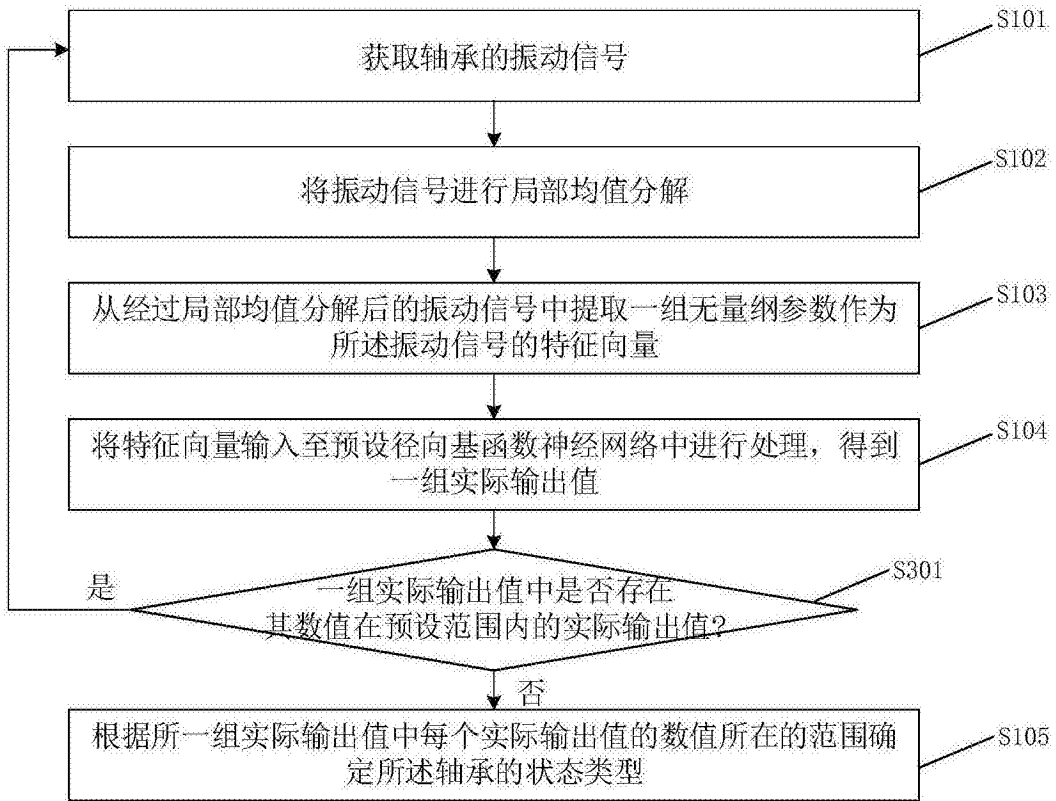 S101
获取轴承的振动信号
S102
将振动信号进行局部均值分解
S103
从经过局部均值分解后的振动信号中提取一组无量纲参数作为
所述振动信号的特征向量
S104
将特征向量输入至预设径向基函数神经网络中进行处理，得到
一组实际输出值
S301
是
一组实际输出值中是否存在
其数值在预设范围内的实际输出值?
否
S105
根据所一组实际输出值中每个实际输出值的数值所在的范围确
定所述轴承的状态类型